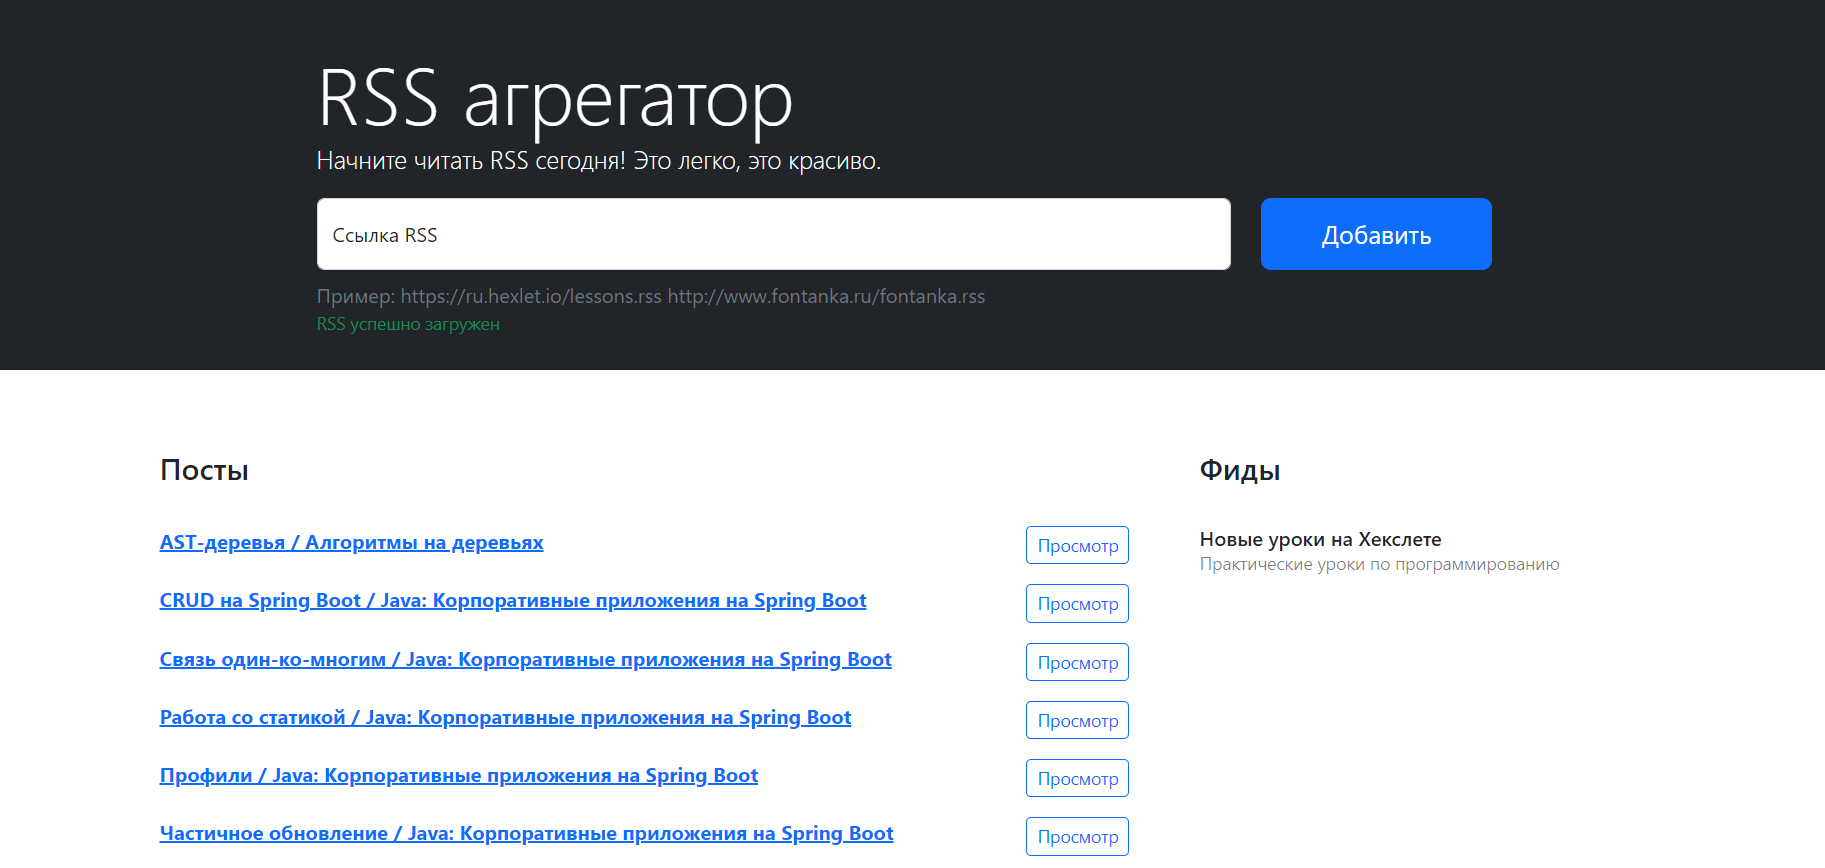 RSS агрегатор
Начните читать RSS сегодня! Это легко, это красиво.
Ссылка RSS
Добавить
Пример: https://ru.hexlet.io/lessons.rss http://www.fontanka.ru/fontanka.rss
RSS успешно загружен
Посты
AST-деревья / Алгоритмы на деревьях
Просмотр
CRUD на Spring Boot / Java: Корпоративные приложения на Spring Boot
Просмотр
Связь один-ко-многим / Java: Корпоративные приложения на Spring Boot
Просмотр
Работа со статикой / Java: Корпоративные приложения на Spring Boot
Просмотр
Профили / Java: Корпоративные приложения на Spring Boot
Просмотр
Частичное обновление / Java: Корпоративные приложения на Spring Boot
Просмотр
Фиды
Новые уроки на Хекслете
Практические уроки по программированию